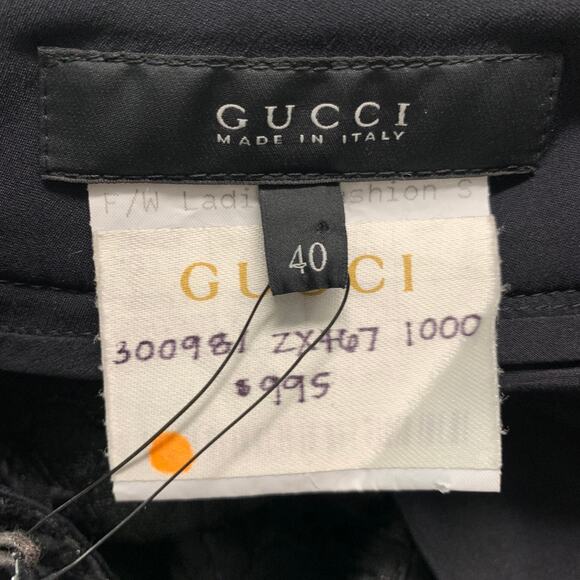 GUCCI
MADE IN ITALY
F/W Ladi shion S
40
GUCCI
300981 ZX467 1000
$995